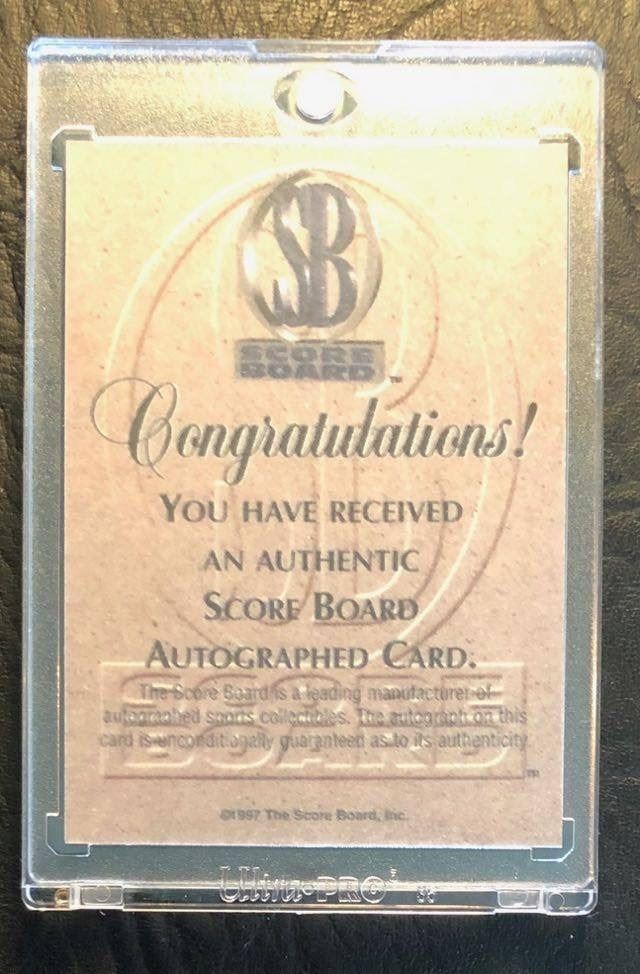 SB
SCORE
BOARD™
Congratulations!
YOU HAVE RECEIVED
AN AUTHENTIC
SCORE BOARD
AUTOGRAPHED CARD.
The Score Board is a leading manufacturer of
autographed sports collectibles. The autograph on this
card is unconditionally guaranteed as to its authenticity.
BOARD™
©1997 The Score Board, Inc.
Ultra•PRO®